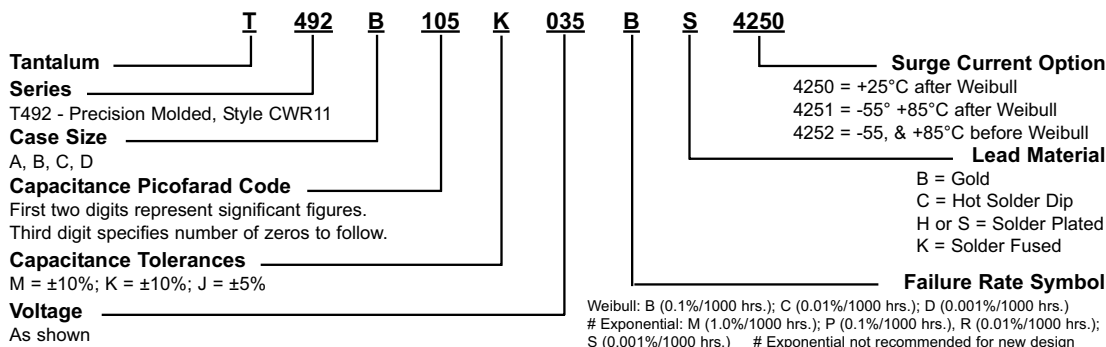 T 492 B 105 K 035 B S 4250
Tantalum
Series
T492 - Precision Molded, Style CWR11
Case Size
A, B, C, D
Capacitance Picofarad Code
First two digits represent significant figures.
Third digit specifies number of zeros to follow.
Capacitance Tolerances
M = ±10%; K = ±10%; J = ±5%
Voltage
As shown
Surge Current Option
4250 = +25°C after Weibull
4251 = -55° +85°C after Weibull
4252 = -55, & +85°C before Weibull
Lead Material
B = Gold
C = Hot Solder Dip
H or S = Solder Plated
K = Solder Fused
Failure Rate Symbol
Weibull: B (0.1%/1000 hrs.); C (0.01%/1000 hrs.); D (0.001%/1000 hrs.)
# Exponential: M (1.0%/1000 hrs.); P (0.1%/1000 hrs.), R (0.01%/1000 hrs.);
S (0.001%/1000 hrs.) # Exponential not recommended for new design